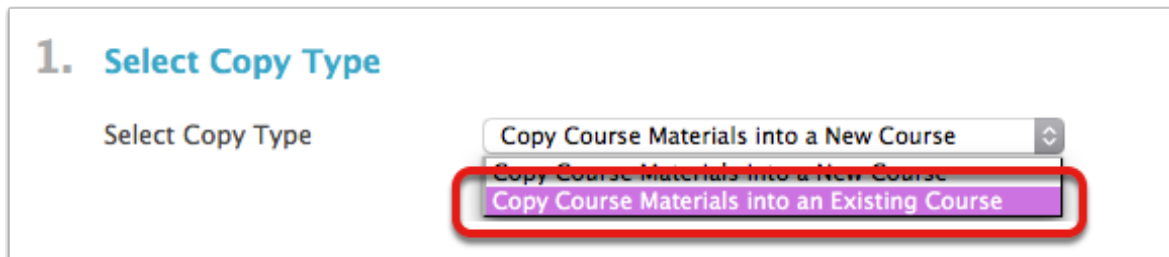 1. Select Copy Type
Select Copy Type Copy Course Materials into a New Course
Copy Course Materials into a New Course
Copy Course Materials into an Existing Course